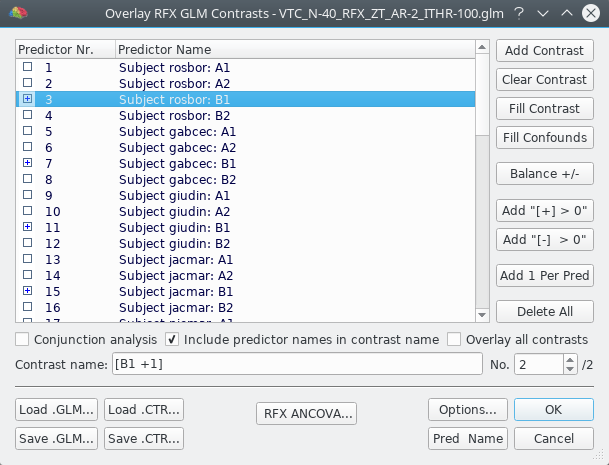 Overlay RFX GLM Contrasts - VTC_N-40_RFX_ZT_AR-2_ITHR-100.glm
Predictor Nr. Predictor Name
1 Subject rosbor: A1
2 Subject rosbor: A2
3 Subject rosbor: B1
4 Subject rosbor: B2
5 Subject gabcec: A1
6 Subject gabcec: A2
7 Subject gabcec: B1
8 Subject gabcec: B2
9 Subject giudin: A1
10 Subject giudin: A2
11 Subject giudin: B1
12 Subject giudin: B2
13 Subject jacmar: A1
14 Subject jacmar: A2
15 Subject jacmar: B1
16 Subject jacmar: B2
Add Contrast
Clear Contrast
Fill Contrast
Fill Confounds
Balance +/-
Add "[+] > 0"
Add "[-] > 0"
Add 1 Per Pred
Delete All
Conjunction analysis Include predictor names in contrast name Overlay all contrasts
Contrast name: [B1 +1] No. 2 /2
Load .GLM... Load .CTR... RFX ANCOVA... Options... OK
Save .GLM... Save .CTR... Pred Name Cancel